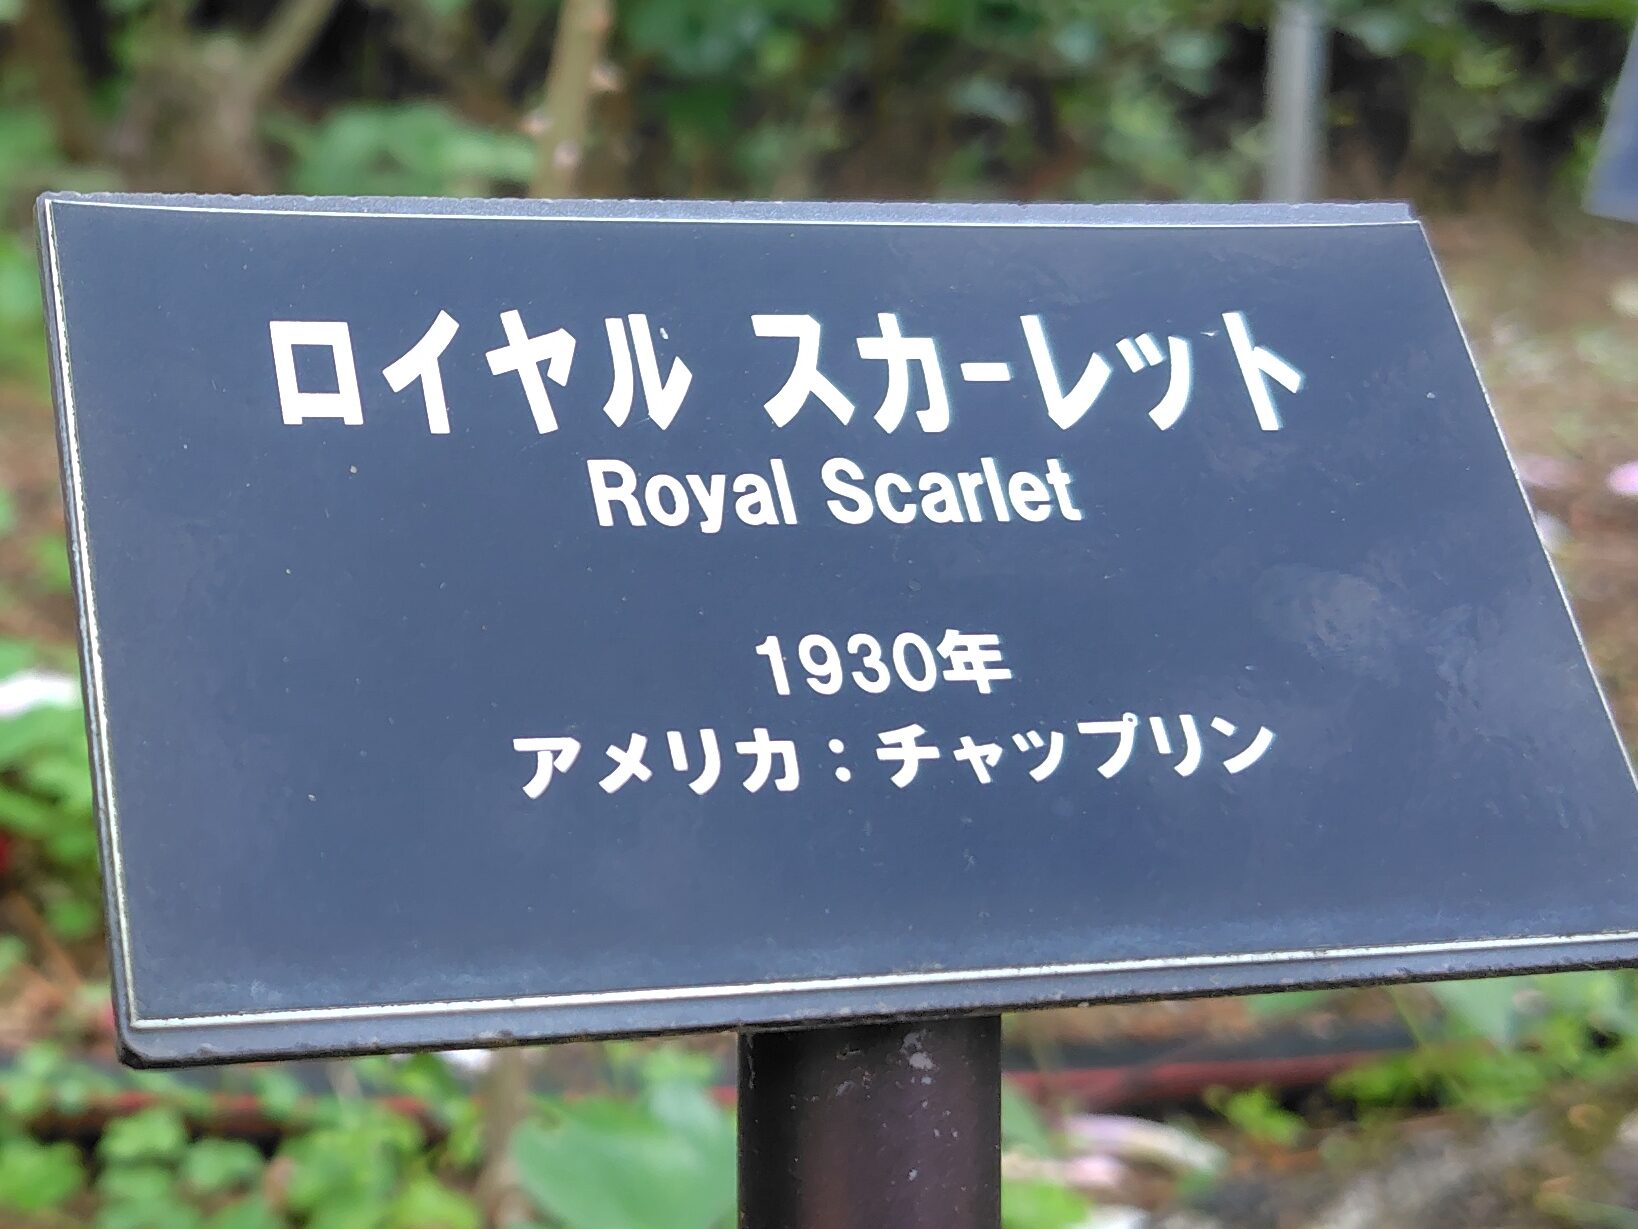 ロイヤル スカーレット
Royal Scarlet
1930年
アメリカ：チャップリン